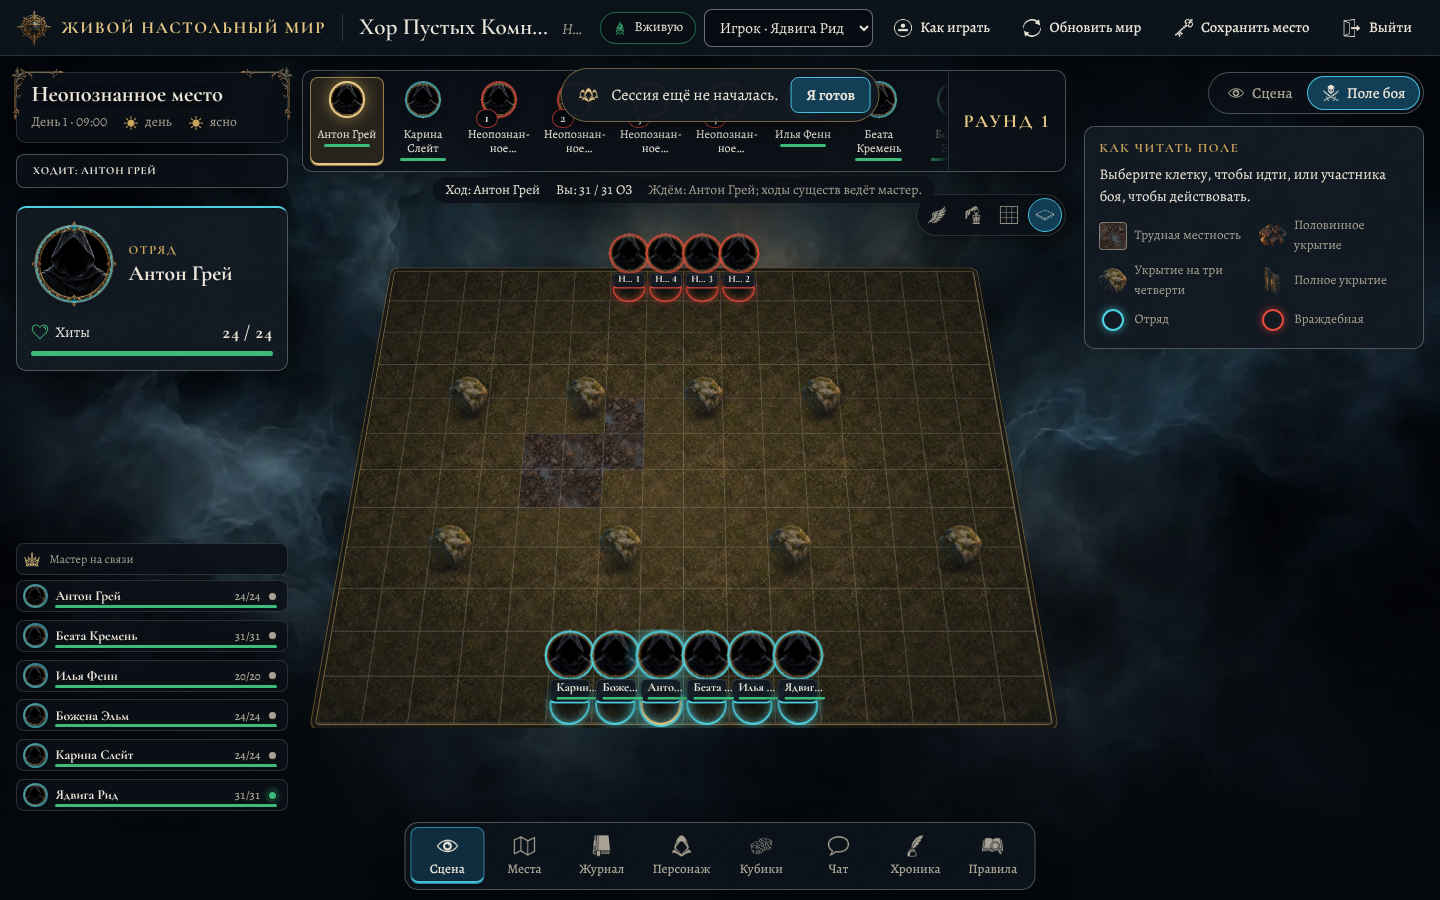 ЖИВОЙ НАСТОЛЬНЫЙ МИР
Хор Пустых Комн...
Н...
Вживую
Игрок · Ядвига Рид
Как играть
Обновить мир
Сохранить место
Выйти
Неопознанное место
День 1 · 09:00
день
ясно
ХОДИТ: АНТОН ГРЕЙ
ОТРЯД
Антон Грей
Хиты
24 / 24
Антон Грей
Карина
Слейт
1
Неопознан-
ное...
2
Неопознан-
ное...
Неопознан-
ное...
Неопознан-
ное...
Илья Фенн
Беата
Кремень
РАУНД 1
Сессия ещё не началась.
Я готов
Ход: Антон Грей
Вы: 31 / 31 ОЗ
Ждём: Антон Грей; ходы существ ведёт мастер.
Сцена
Поле боя
КАК ЧИТАТЬ ПОЛЕ
Выберите клетку, чтобы идти, или участника
боя, чтобы действовать.
Трудная местность
Половинное
укрытие
Укрытие на три
четверти
Полное укрытие
Отряд
Враждебная
Н... 1
Н... 4
Н... 3
Н... 2
Карин...
Боже...
Анто...
Беата ...
Илья ...
Ядвиг...
Мастер на связи
Антон Грей
24/24
Беата Кремень
31/31
Илья Фенн
20/20
Божена Эльм
24/24
Карина Слейт
24/24
Ядвига Рид
31/31
Сцена
Места
Журнал
Персонаж
Кубики
Чат
Хроника
Правила